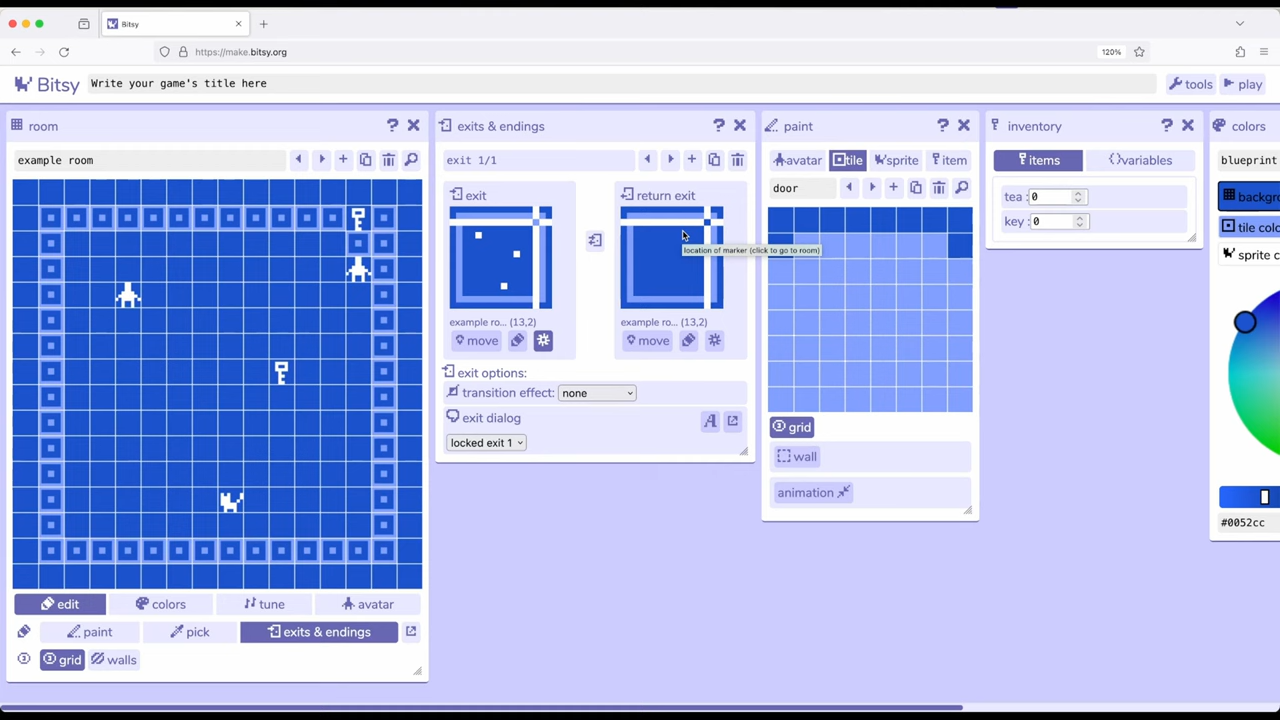 Bitsy
https://make.bitsy.org
120%
Bitsy
Write your game's title here
tools
play
room
example room
edit
colors
tune
avatar
paint
pick
exits & endings
grid
walls
exits & endings
exit 1/1
exit
return exit
location of marker (click to go to room)
example ro... (13,2)
example ro... (13,2)
move
move
exit options:
transition effect:
none
exit dialog
locked exit 1
paint
avatar
tile
sprite
item
door
grid
wall
animation
inventory
items
variables
tea :
0
key :
0
colors
blueprint
backgro
tile colo
sprite c
#0052cc